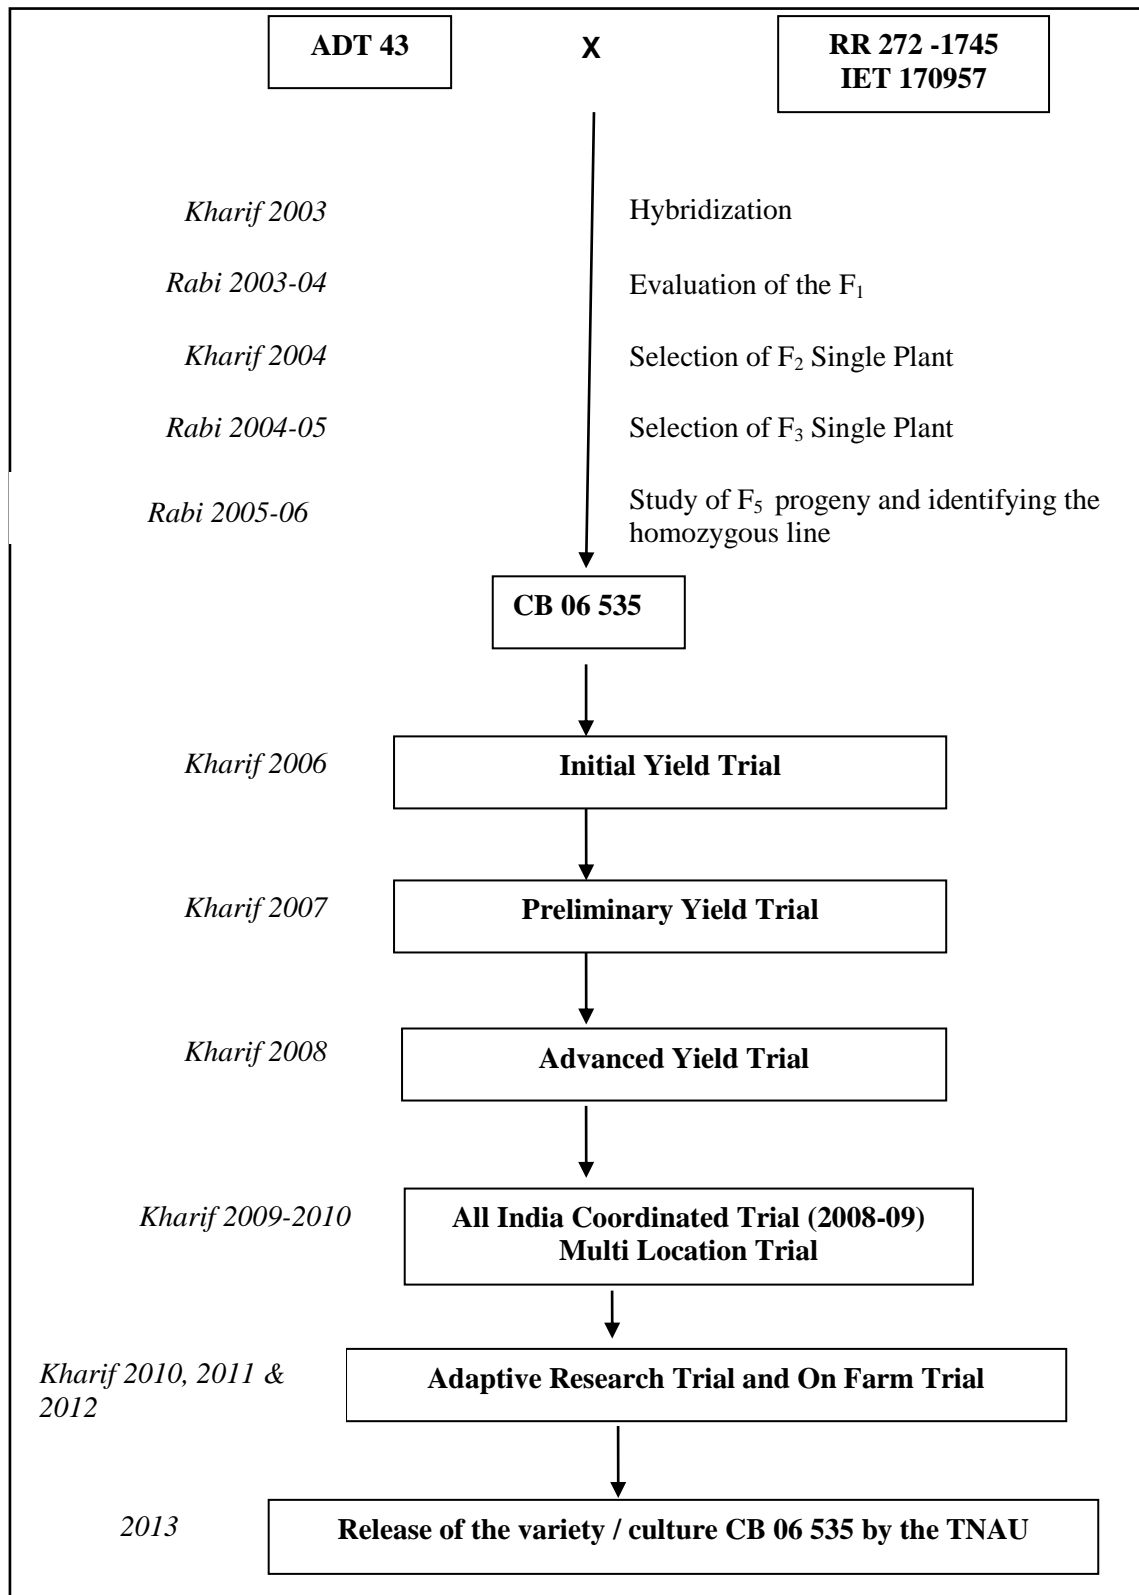 ADT 43
X
RR 272 -1745
IET 170957
Kharif 2003
Hybridization
Rabi 2003-04
Evaluation of the F1
Kharif 2004
Selection of F2 Single Plant
Rabi 2004-05
Selection of F3 Single Plant
Rabi 2005-06
Study of F5 progeny and identifying the
homozygous line
CB 06 535
Kharif 2006
Initial Yield Trial
Kharif 2007
Preliminary Yield Trial
Kharif 2008
Advanced Yield Trial
Kharif 2009-2010
All India Coordinated Trial (2008-09)
Multi Location Trial
Kharif 2010, 2011 &
2012
Adaptive Research Trial and On Farm Trial
2013
Release of the variety / culture CB 06 535 by the TNAU